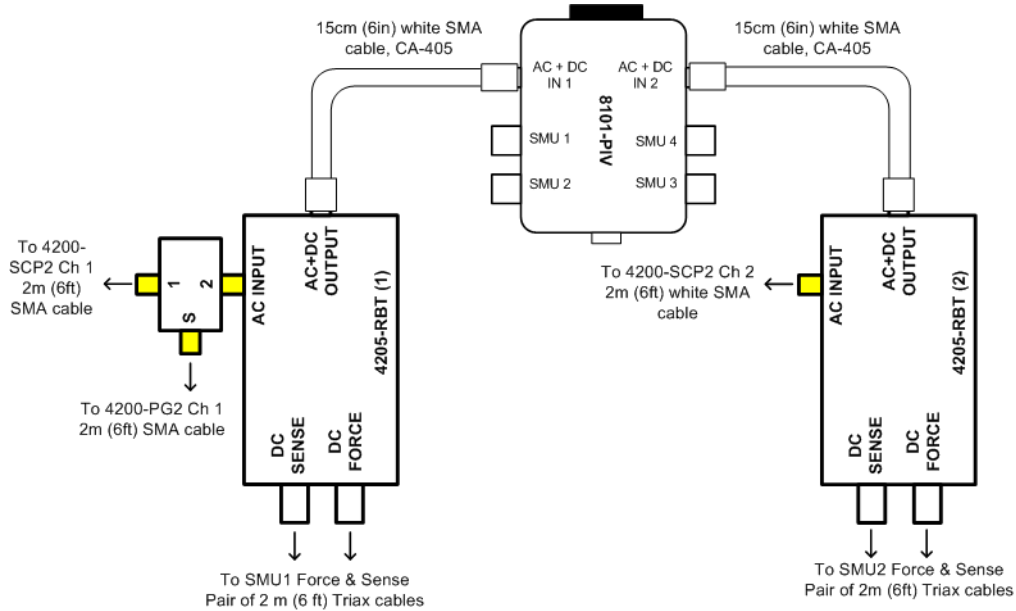 15cm (6in) white SMA
cable, CA-405
15cm (6in) white SMA
cable, CA-405
AC + DC
IN 1
AC + DC
IN 2
8101-PIV
SMU 1
SMU 4
SMU 2
SMU 3
To 4200-
SCP2 Ch 1
2m (6ft)
SMA cable
1
2
S
To 4200-PG2 Ch 1
2m (6ft) SMA cable
AC INPUT
AC+DC
OUTPUT
4205-RBT (1)
DC
SENSE
DC
FORCE
To SMU1 Force & Sense
Pair of 2 m (6 ft) Triax cables
To 4200-SCP2 Ch 2
2m (6ft) white SMA
cable
AC INPUT
AC+DC
OUTPUT
4205-RBT (2)
DC
SENSE
DC
FORCE
To SMU2 Force & Sense
Pair of 2m (6ft) Triax cables